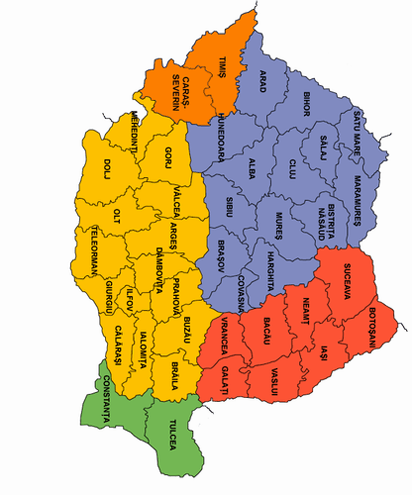 TIMIȘ
CARAȘ-
SEVERIN
ARAD
BIHOR
SATU MARE
SĂLAJ
MARAMUREȘ
HUNEDOARA
ALBA
CLUJ
BISTRIȚA
NĂSĂUD
SIBIU
MUREȘ
BRAȘOV
HARGHITA
COVASNA
MEHEDINȚI
GORJ
DOLJ
VÂLCEA
OLT
ARGEȘ
TELEORMAN
DÂMBOVIȚA
PRAHOVA
GIURGIU
ILFOV
BUZĂU
CĂLĂRAȘI
IALOMIȚA
BRĂILA
SUCEAVA
BOTOȘANI
NEAMȚ
IAȘI
BACĂU
VRANCEA
VASLUI
GALAȚI
CONSTANȚA
TULCEA